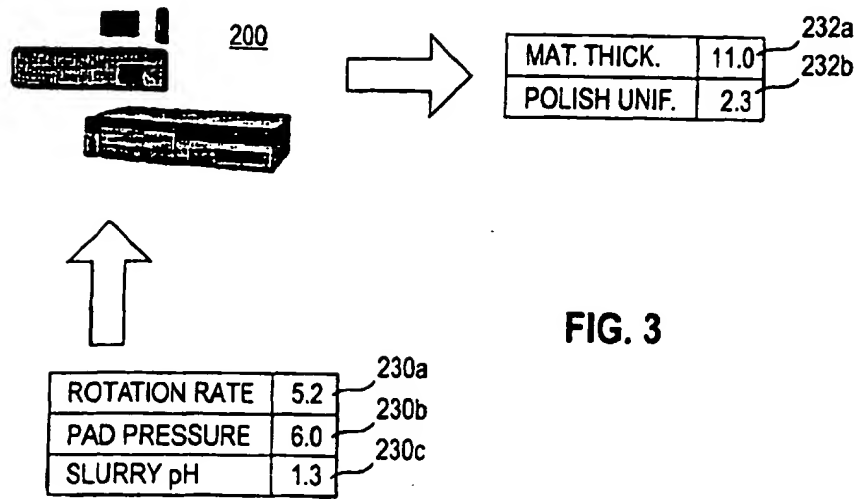 200
MAT. THICK. 11.0 232a
POLISH UNIF. 2.3 232b
FIG. 3
ROTATION RATE 5.2 230a
PAD PRESSURE 6.0 230b
SLURRY pH 1.3 230c